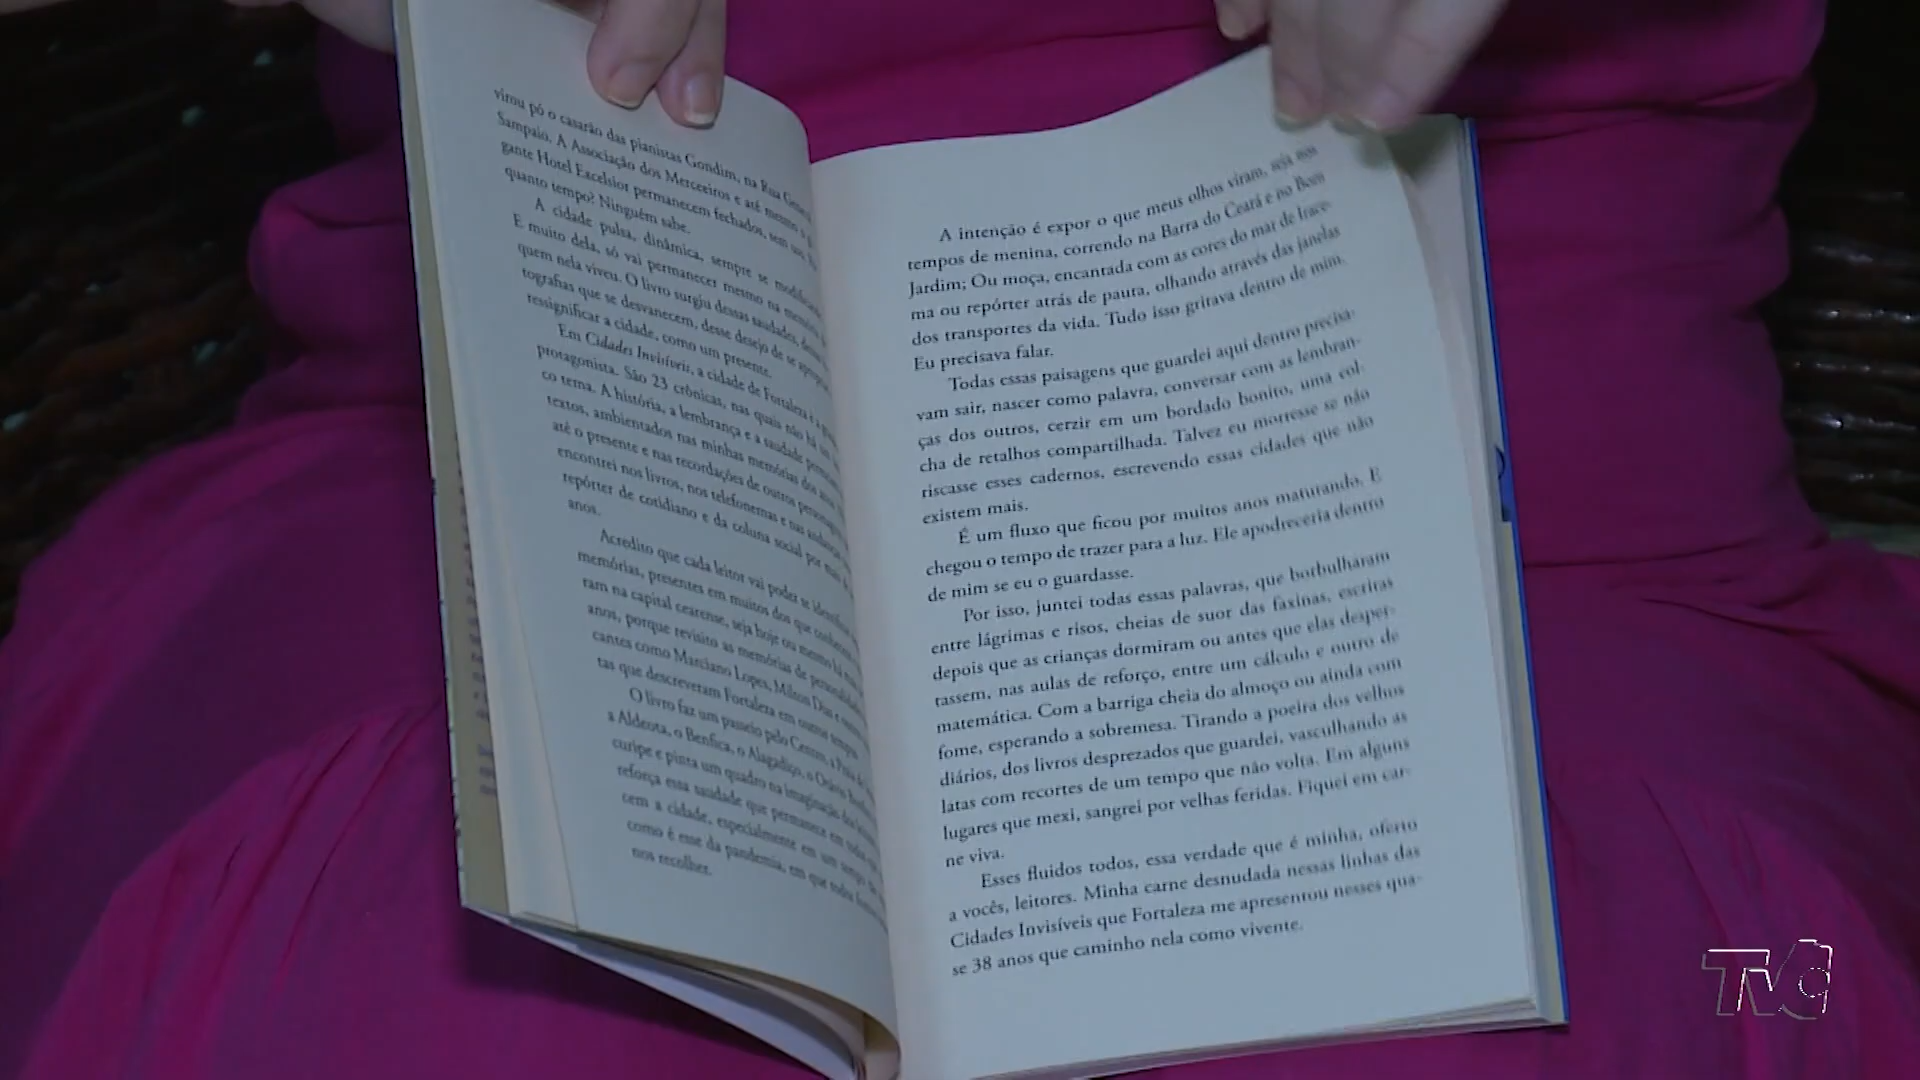 virou pó o casarão das pianistas Gondim, na Rua
Sampaio. A Associação dos Merceeiros e até mesmo o
gante Hotel Excelsior permanecem fechados, sem uso.
quanto tempo? Ninguém sabe.
A cidade pulsa, dinâmica, sempre se
E muito dela, só vai permanecer mesmo na memória
quem nela viveu. O livro surgiu dessas saudades,
tografias que se desvanecem, desse desejo de se
ressignificar a cidade, como um presente.
Em Cidades Invisíveis, a cidade de Fortaleza é a
protagonista. São 23 crônicas, nas quais não há um
co tema. A história, a lembrança e a saudade
textos, ambientados nas minhas memórias dos anos
até o presente e nas recordações de outros
encontrei nos livros, nos telefonemas e nas
repórter de cotidiano e da coluna social por mais
anos.
Acredito que cada leitor vai poder se
memórias, presentes em muitos dos que
ram na capital cearense, seja hoje ou mesmo há
anos, porque revisito as memórias de
cantes como Marciano Lopes, Milton Dias e
tas que descreveram Fortaleza em outros tempos.
O livro faz um passeio pelo Centro, a Praia
a Aldeota, o Benfica, o Alagadiço, o
curipe e pinta um quadro na imaginação dos
reforça essa saudade que permanece em
cem a cidade, especialmente em um tempo
como é esse da pandemia, em que
nos recolher.
A intenção é expor o que meus olhos viram, seja nos
tempos de menina, correndo na Barra do Ceará e no Bom
Jardim; Ou moça, encantada com as cores do mar de Irace-
ma ou repórter atrás de pauta, olhando através das janelas
dos transportes da vida. Tudo isso gritava dentro de mim.
Eu precisava falar.
Todas essas paisagens que guardei aqui dentro precisa-
vam sair, nascer como palavra, conversar com as lembran-
ças dos outros, cerzir em um bordado bonito, uma col-
cha de retalhos compartilhada. Talvez eu morresse se não
riscasse esses cadernos, escrevendo essas cidades que não
existem mais.
É um fluxo que ficou por muitos anos maturando. E
chegou o tempo de trazer para a luz. Ele apodreceria dentro
de mim se eu o guardasse.
Por isso, juntei todas essas palavras, que borbulharam
entre lágrimas e risos, cheias de suor das faxinas, escritas
depois que as crianças dormiram ou antes que elas desper-
tassem, nas aulas de reforço, entre um cálculo e outro de
matemática. Com a barriga cheia do almoço ou ainda com
fome, esperando a sobremesa. Tirando a poeira dos velhos
diários, dos livros desprezados que guardei, vasculhando as
latas com recortes de um tempo que não volta. Em alguns
lugares que mexi, sangrei por velhas feridas. Fiquei em car-
ne viva.
Esses fluidos todos, essa verdade que é minha, oferto
a vocês, leitores. Minha carne desnudada nessas linhas das
Cidades Invisíveis que Fortaleza me apresentou nesses qua-
se 38 anos que caminho nela como vivente.
TVC